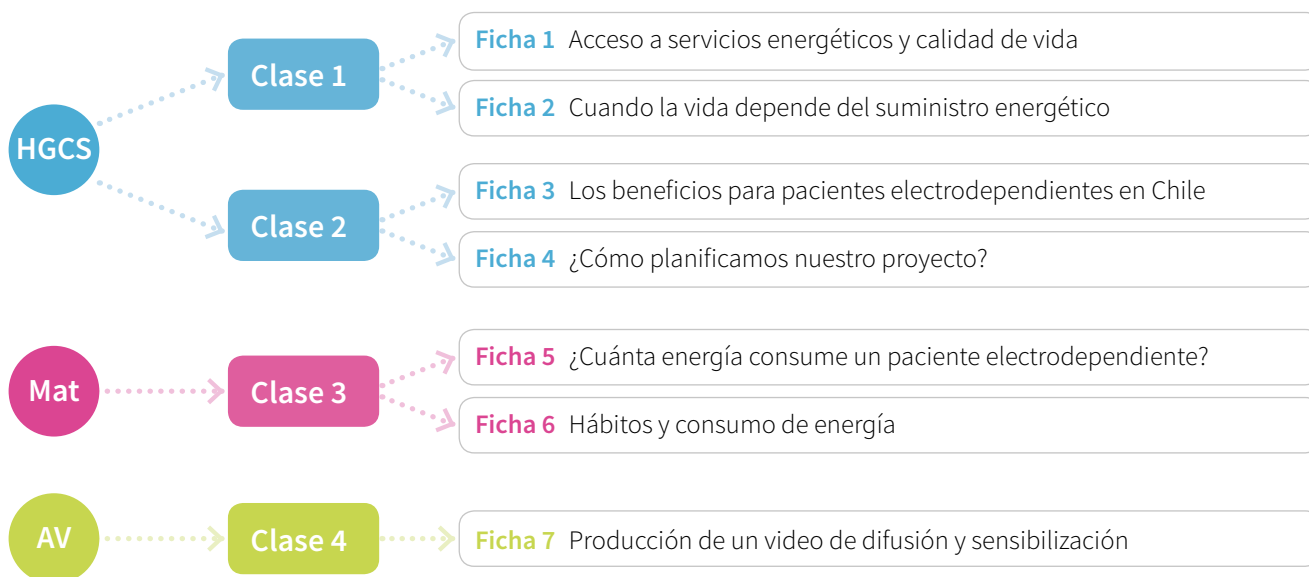 HGCS
Clase 1
Ficha 1 Acceso a servicios energéticos y calidad de vida
Ficha 2 Cuando la vida depende del suministro energético
Clase 2
Ficha 3 Los beneficios para pacientes electrodependientes en Chile
Ficha 4 ¿Cómo planificamos nuestro proyecto?
Mat
Clase 3
Ficha 5 ¿Cuánta energía consume un paciente electrodependiente?
Ficha 6 Hábitos y consumo de energía
AV
Clase 4
Ficha 7 Producción de un video de difusión y sensibilización